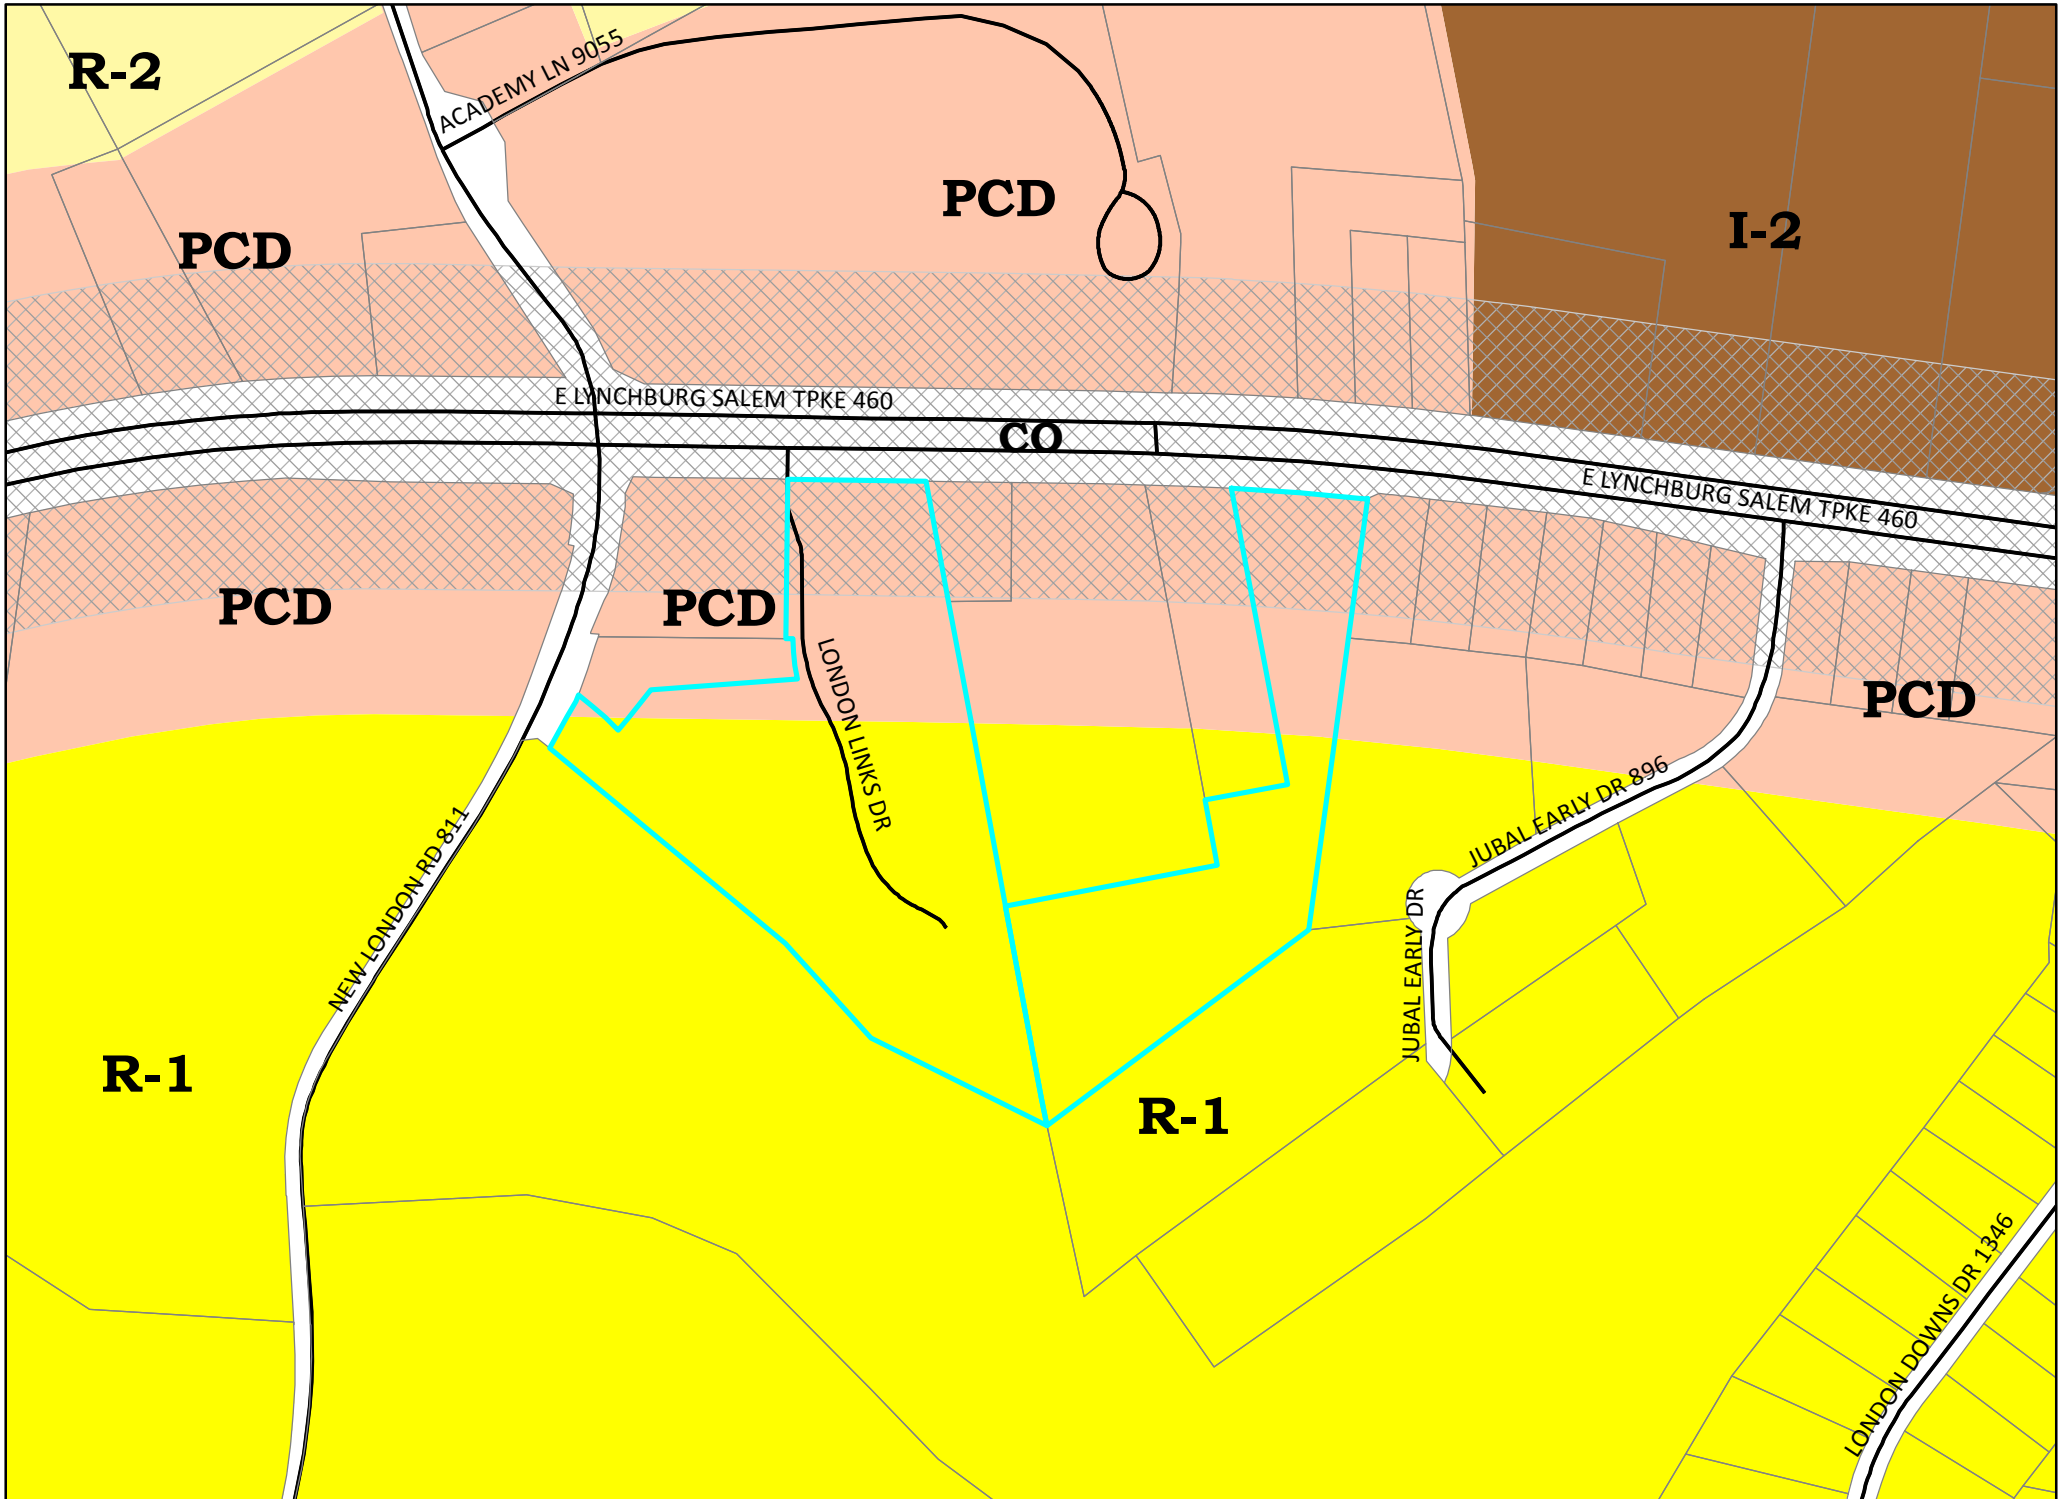 R-2
ACADEMY LN 9055
PCD
PCD
I-2
E LYNCHBURG SALEM TPKE 460
CO
E LYNCHBURG SALEM TPKE 460
PCD
PCD
LONDON LINKS DR
PCD
NEW LONDON RD 811
JUBAL EARLY DR 896
JUBAL EARLY DR
R-1
R-1
LONDON DOWNS DR 1346